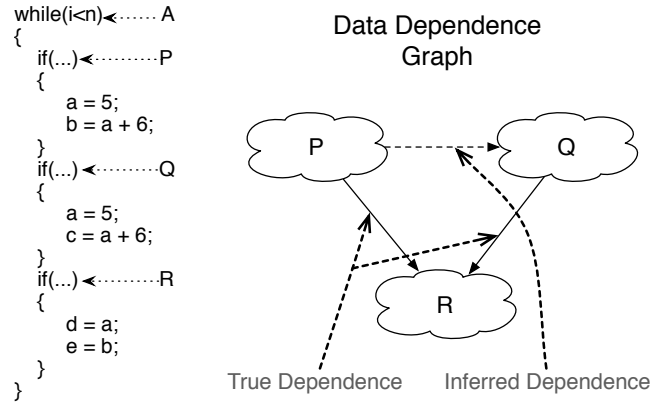 while(i<n) A
{
if(...) P
{
a = 5;
b = a + 6;
}
if(...) Q
{
a = 5;
c = a + 6;
}
if(...) R
{
d = a;
e = b;
}
}
Data Dependence
Graph
P
Q
R
True Dependence
Inferred Dependence